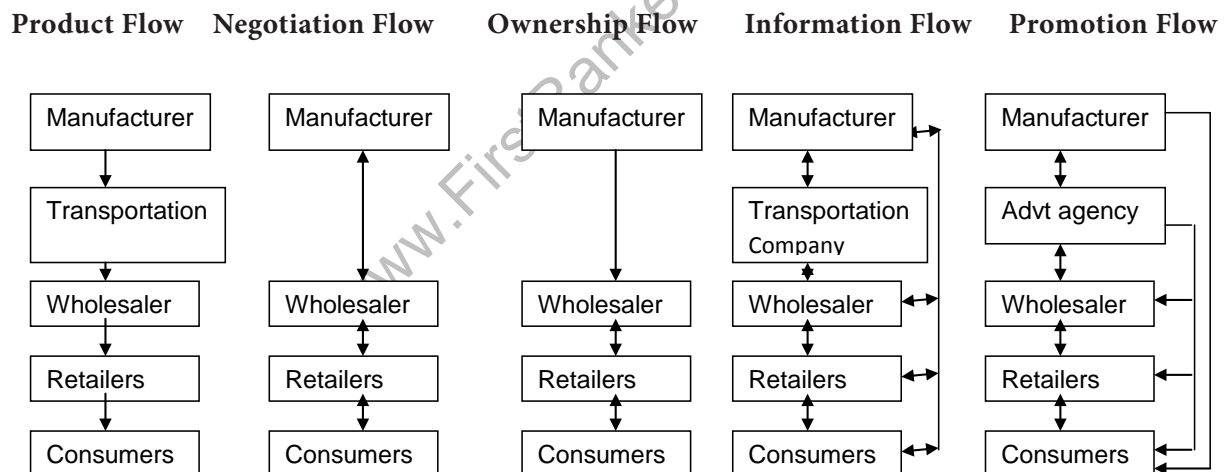 Product Flow Negotiation Flow Ownership Flow Information Flow Promotion Flow
Manufacturer Manufacturer Manufacturer Manufacturer Manufacturer
Transportation Transportation Advt agency
Company
Wholesaler Wholesaler Wholesaler Wholesaler Wholesaler
Retailers Retailers Retailers Retailers Retailers
Consumers Consumers Consumers Consumers Consumers